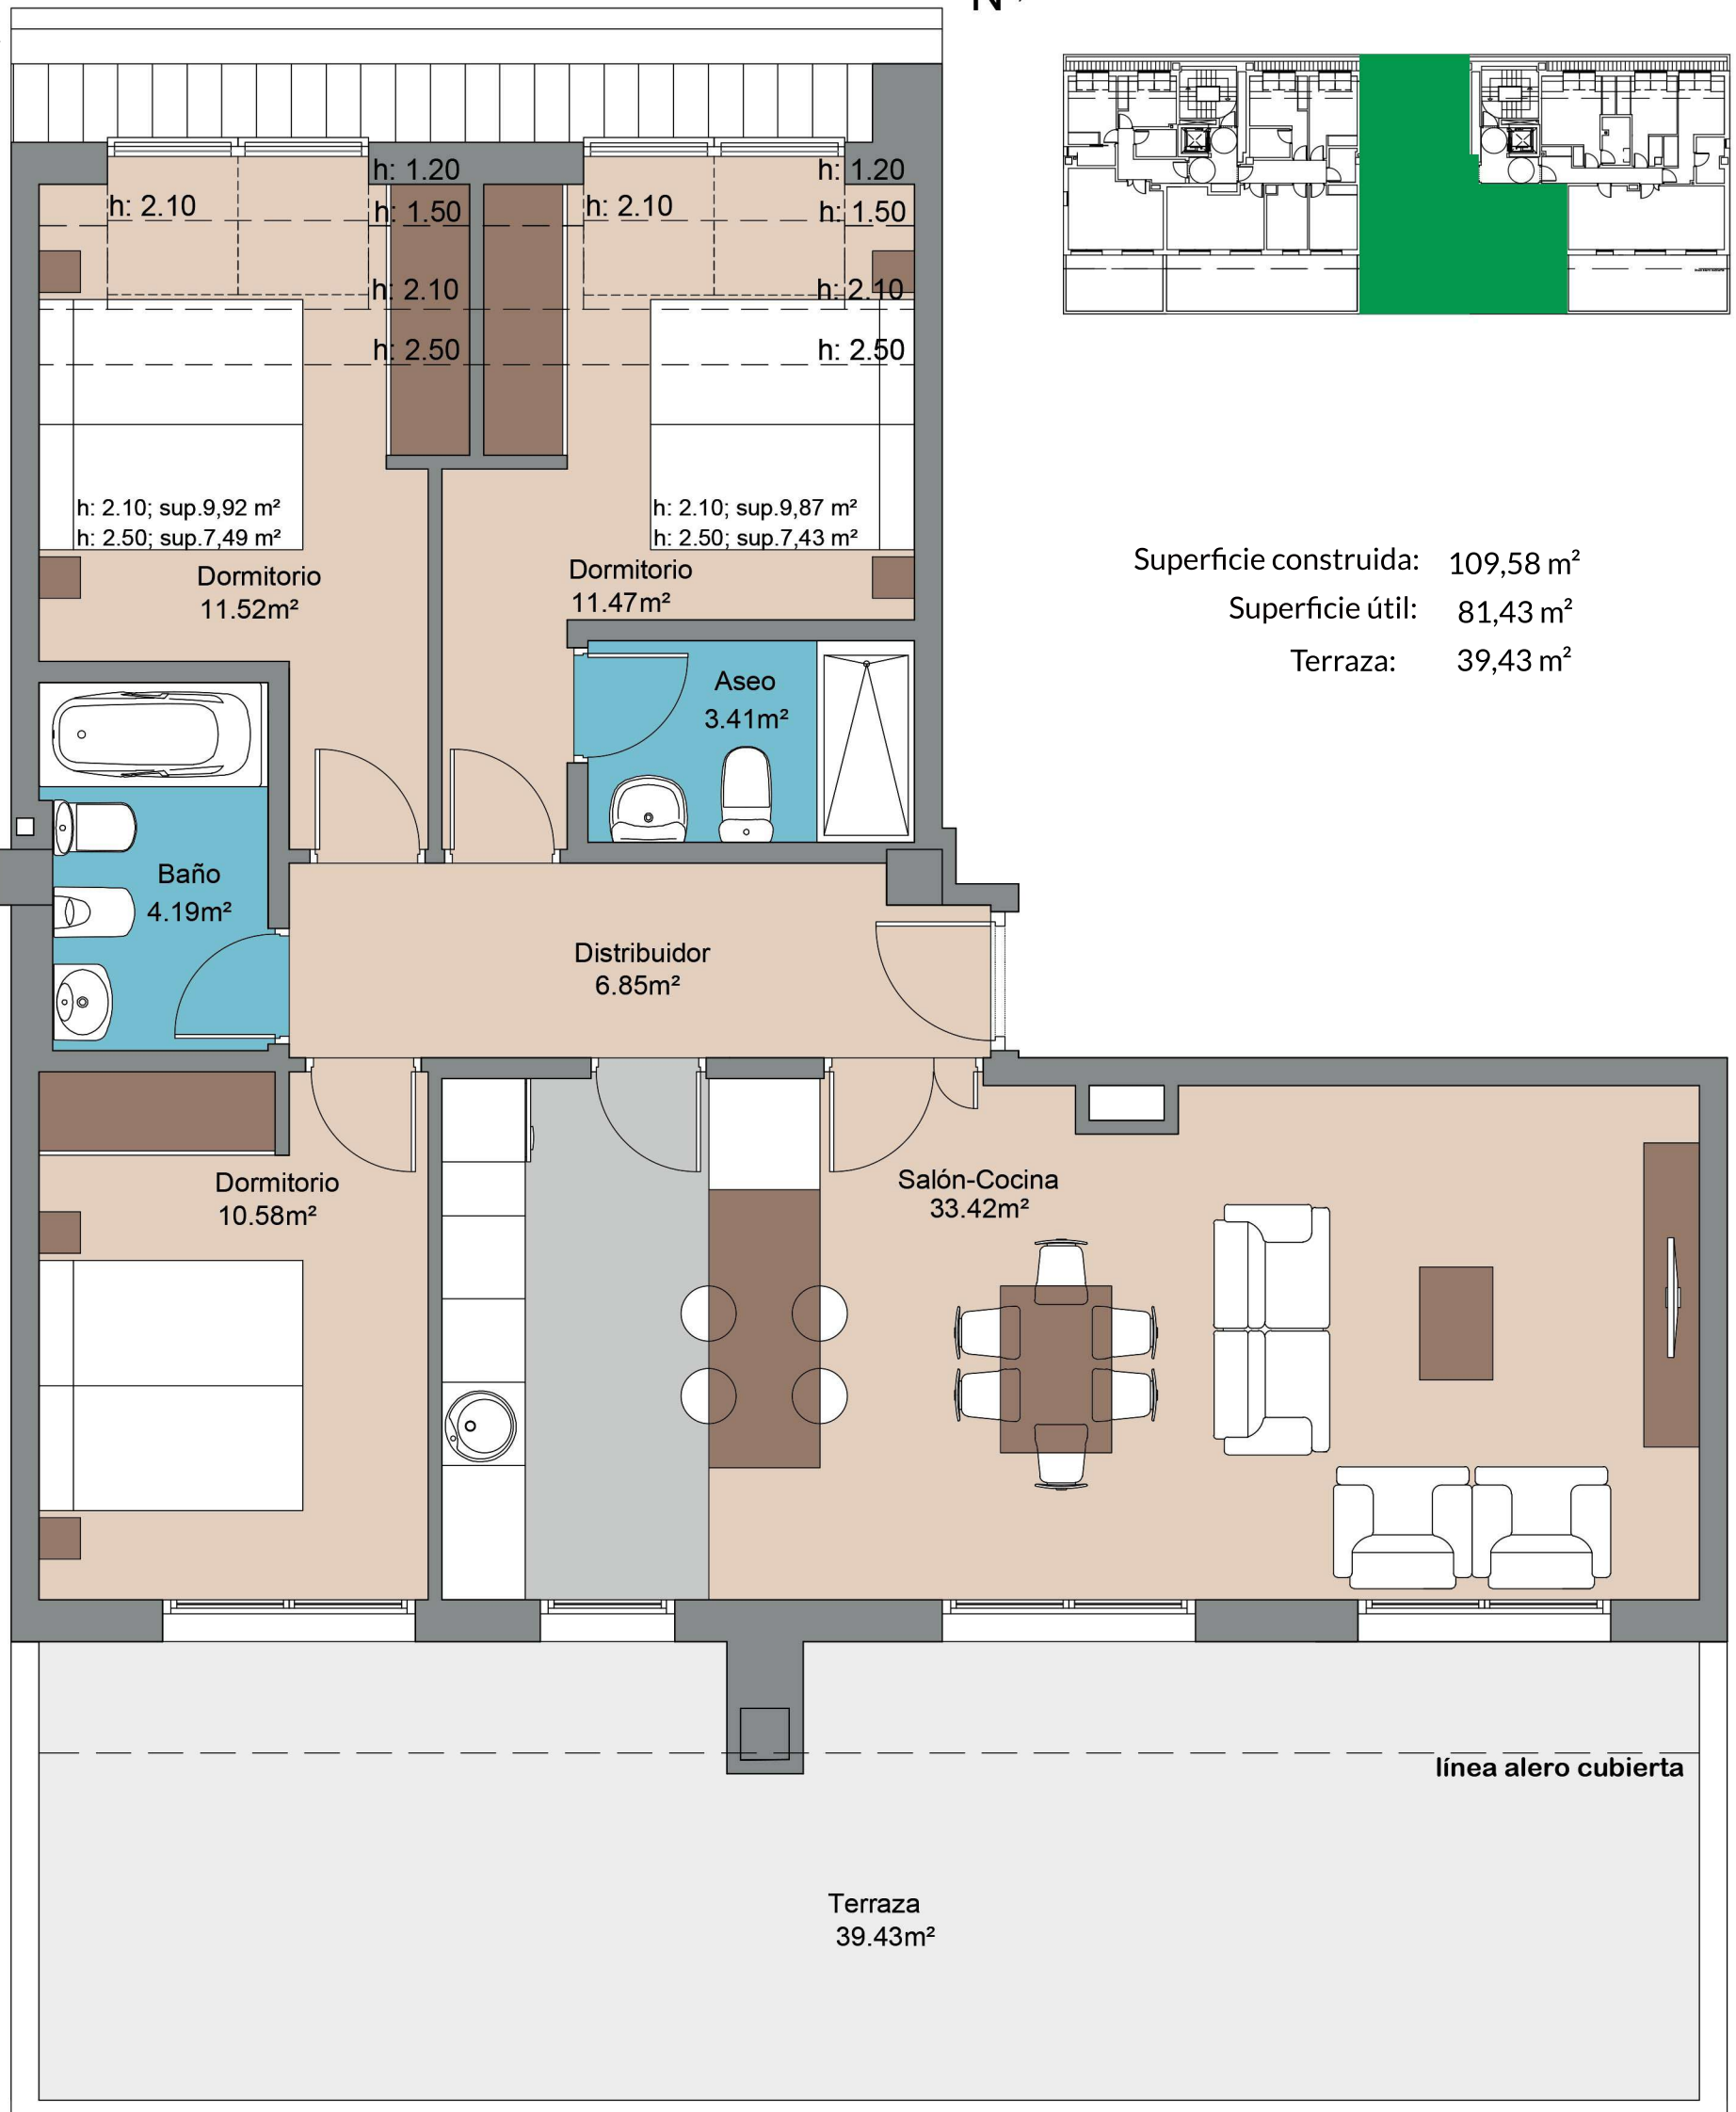 N
h: 1.20
h: 1.20
h: 2.10
h: 1.50
h: 2.10
h: 1.50
h: 2.10
h: 2.10
h: 2.50
h: 2.50
h: 2.10; sup.9,92 m²
h: 2.50; sup.7,49 m²
h: 2.10; sup.9,87 m²
h: 2.50; sup.7,43 m²
Dormitorio
11.52m²
Dormitorio
11.47m²
Superficie construida: 109,58 m²
Superficie útil: 81,43 m²
Terraza: 39,43 m²
Aseo
3.41m²
Baño
4.19m²
Distribuidor
6.85m²
Dormitorio
10.58m²
Salón-Cocina
33.42m²
línea alero cubierta
Terraza
39.43m²